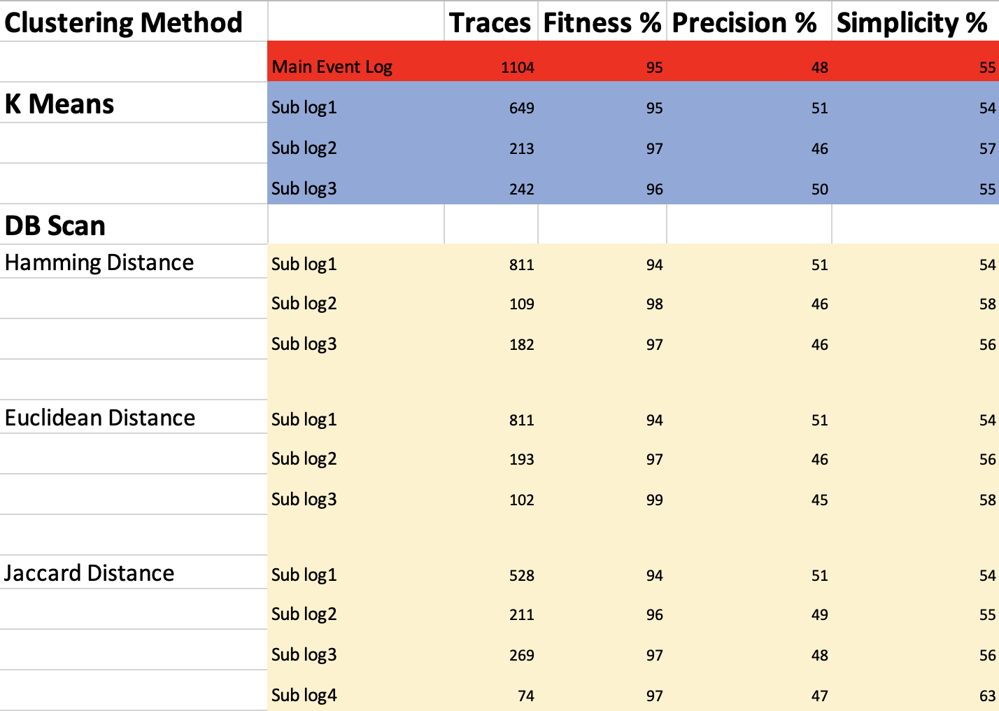 Clustering Method Traces Fitness % Precision % Simplicity %
Main Event Log 1104 95 48 55
K Means Sub log1 649 95 51 54
Sub log2 213 97 46 57
Sub log3 242 96 50 55
DB Scan
Hamming Distance Sub log1 811 94 51 54
Sub log2 109 98 46 58
Sub log3 182 97 46 56
Euclidean Distance Sub log1 811 94 51 54
Sub log2 193 97 46 56
Sub log3 102 99 45 58
Jaccard Distance Sub log1 528 94 51 54
Sub log2 211 96 49 55
Sub log3 269 97 48 56
Sub log4 74 97 47 63